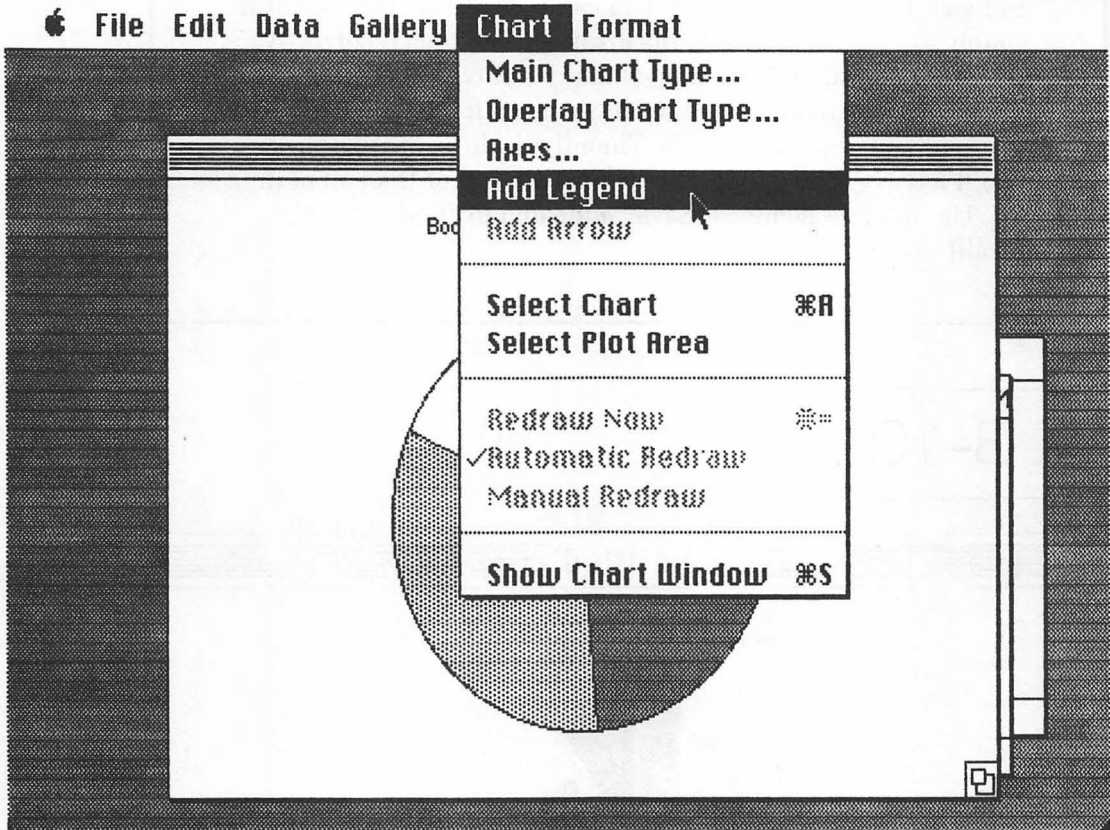 File Edit Data Gallery Chart Format
Main Chart Type...
Overlay Chart Type...
Axes...
Add Legend
Add Arrow
Select Chart ⌘A
Select Plot Area
Redraw Now ⌘=
✓Automatic Redraw
Manual Redraw
Show Chart Window ⌘S